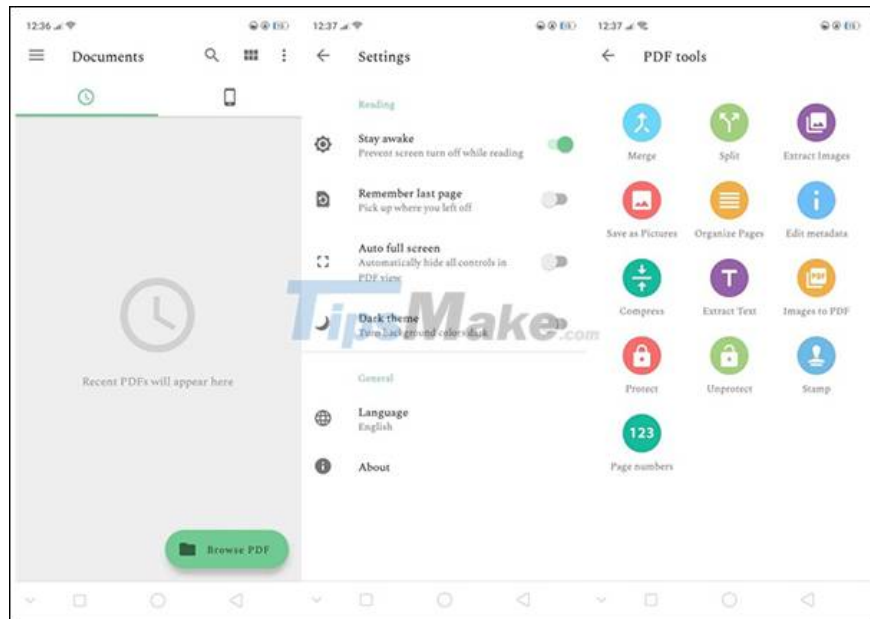 12:36
Documents
Recent PDFs will appear here
Browse PDF
12:37
Settings
Reading
Stay awake
Prevent screen turn off while reading
Remember last page
Pick up where you left off
Auto full screen
Automatically hide all controls in
PDF view
Dark theme
Turn background color dark
General
Language
English
About
TipsMake.com
12:37
PDF tools
Merge
Split
Extract Images
Save as Pictures
Organize Pages
Edit metadata
Compress
Extract Text
PDF
Images to PDF
Protect
Unprotect
Stamp
123
Page numbers